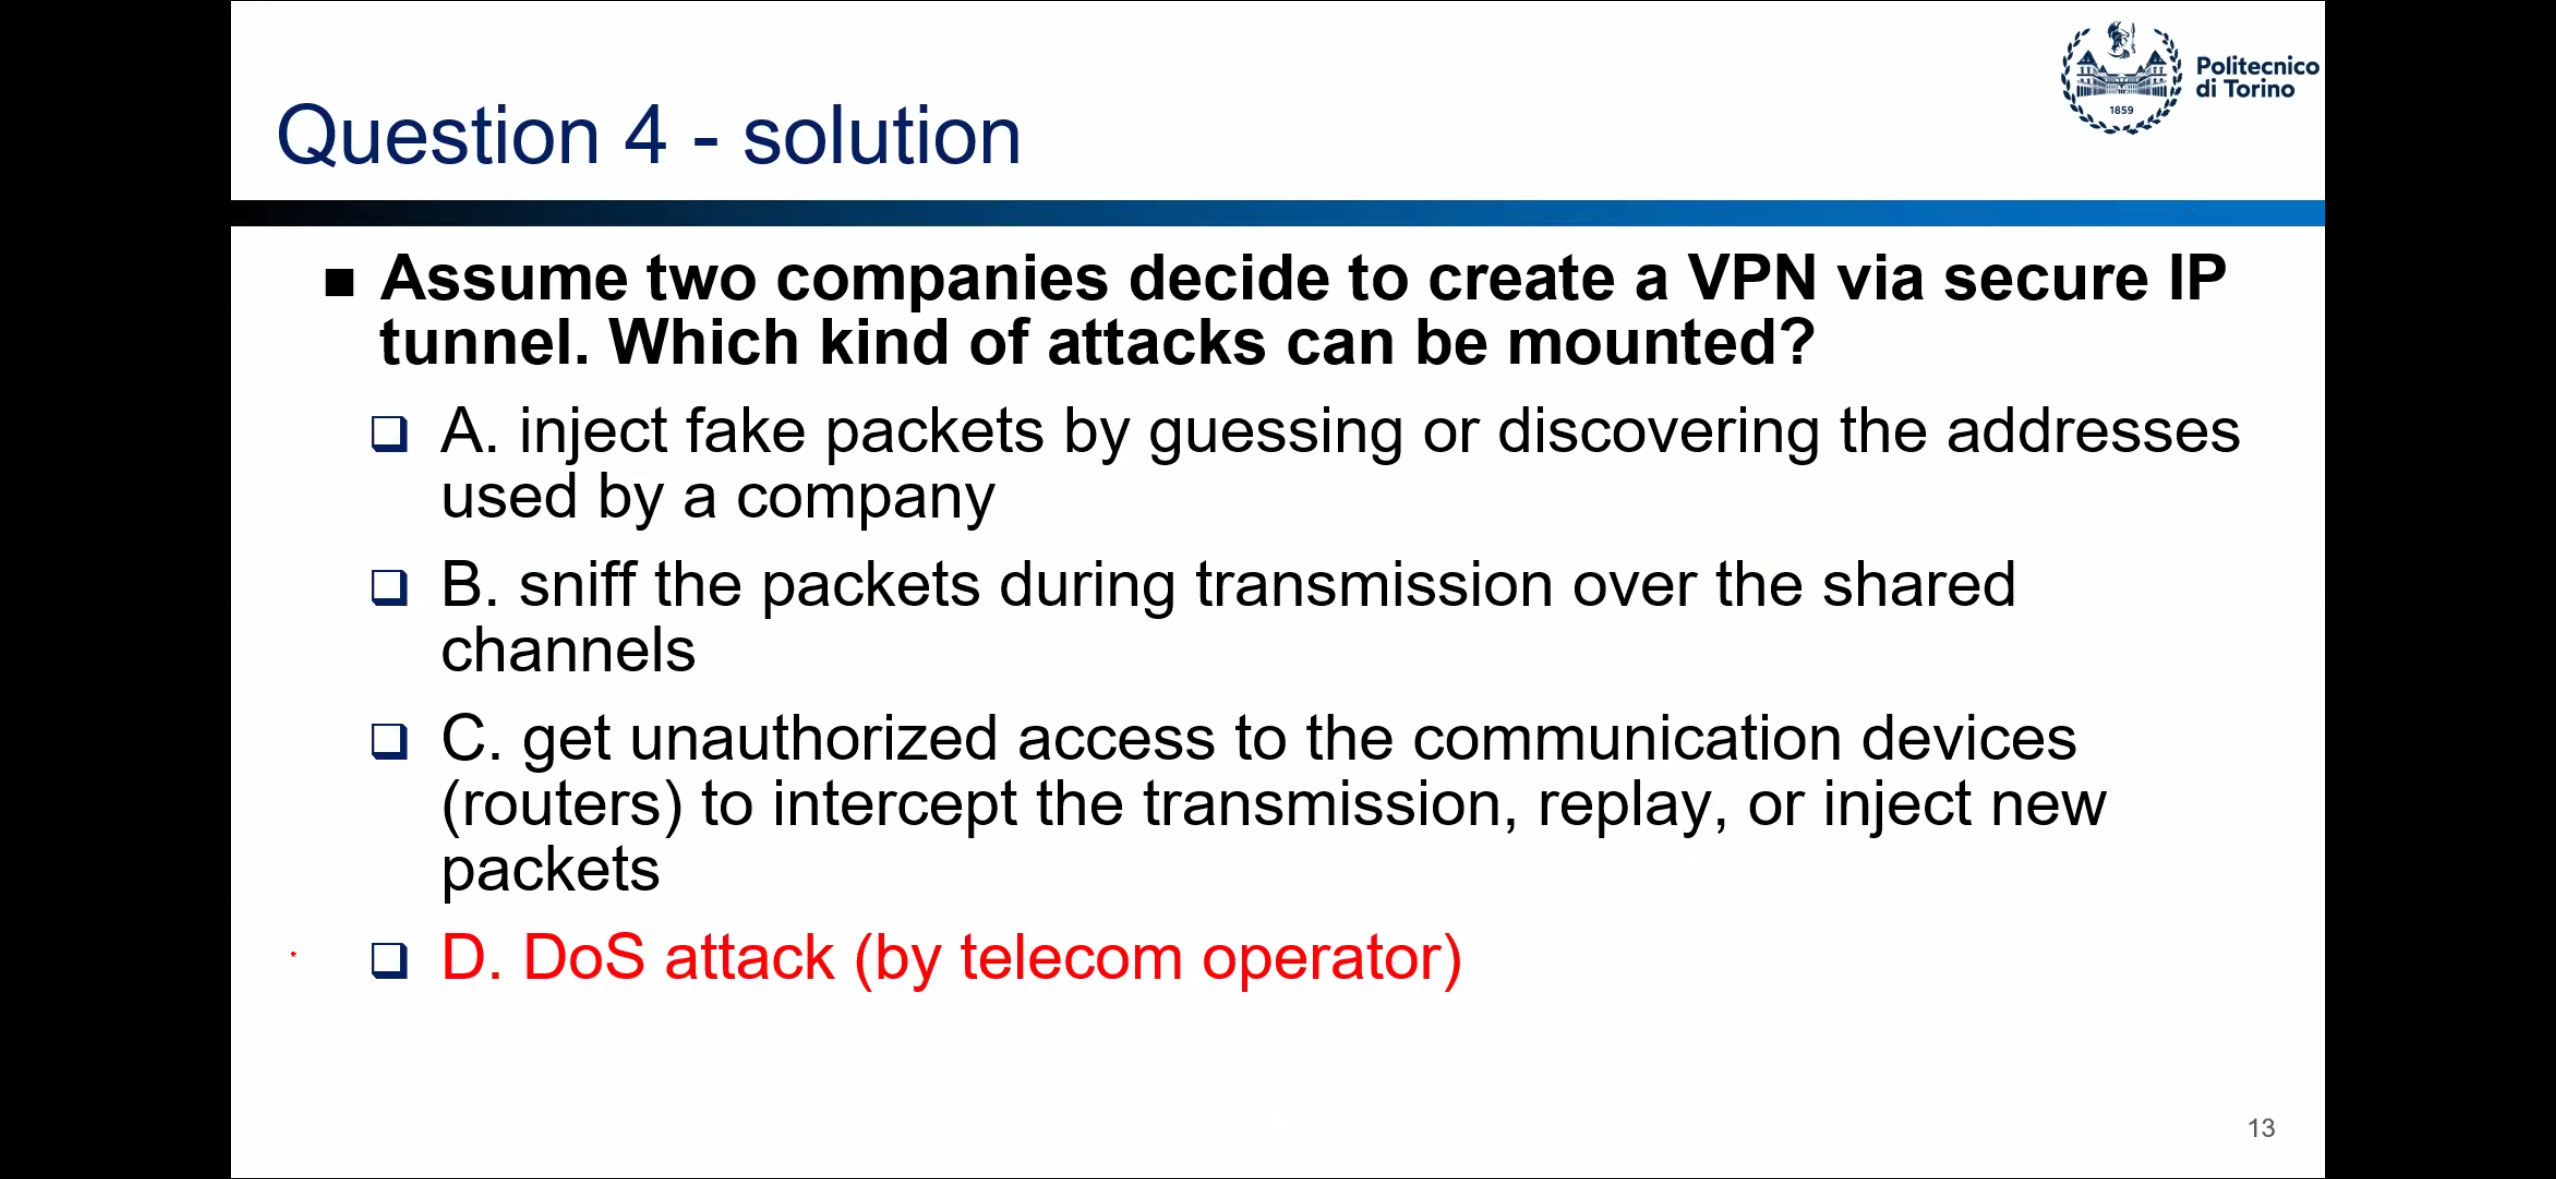 Politecnico
di Torino
1859
Question 4 - solution
Assume two companies decide to create a VPN via secure IP
tunnel. Which kind of attacks can be mounted?
A. inject fake packets by guessing or discovering the addresses
used by a company
B. sniff the packets during transmission over the shared
channels
C. get unauthorized access to the communication devices
(routers) to intercept the transmission, replay, or inject new
packets
D. DoS attack (by telecom operator)
13